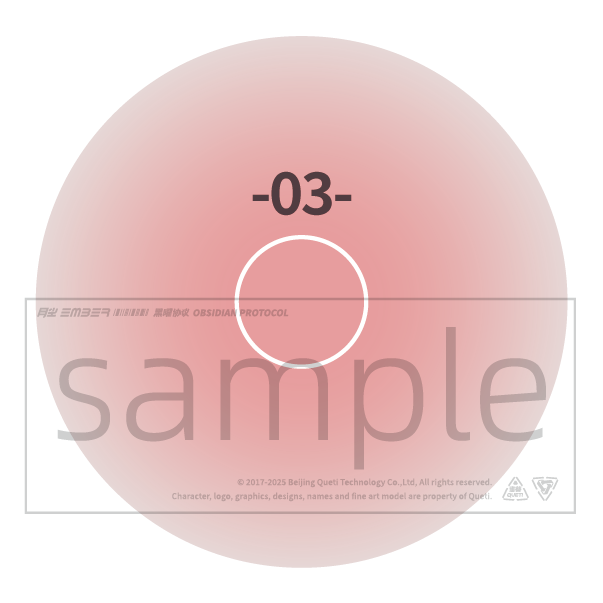 -03-
月尘 EMBER 黑曜协议 OBSIDIAN PROTOCOL
sample
© 2017-2025 Beijing Queti Technology Co.,Ltd, All rights reserved.
Character, logo, graphics, designs, names and fine art model are property of Queti.
QUETI